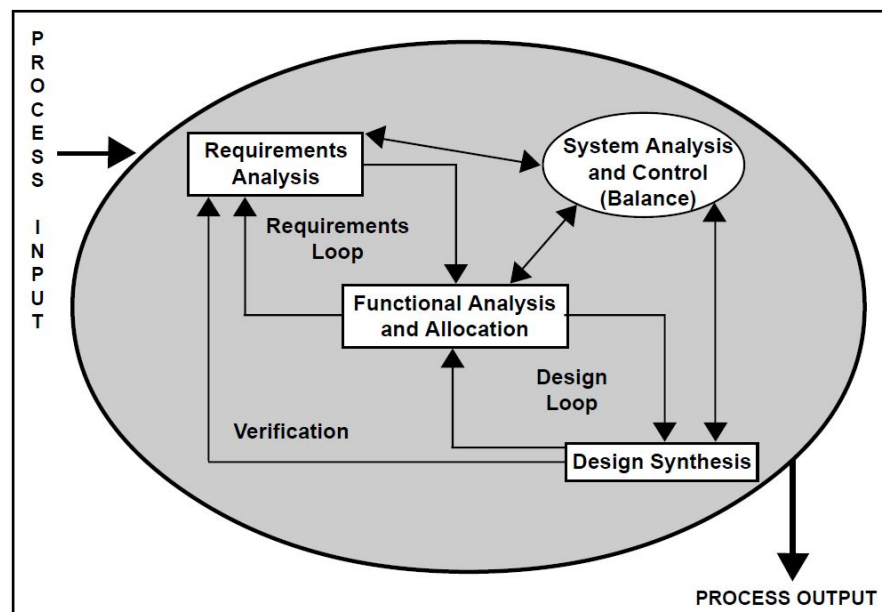 PROCESS INPUT
Requirements
Analysis
System Analysis
and Control
(Balance)
Requirements
Loop
Functional Analysis
and Allocation
Design
Loop
Verification
Design Synthesis
PROCESS OUTPUT